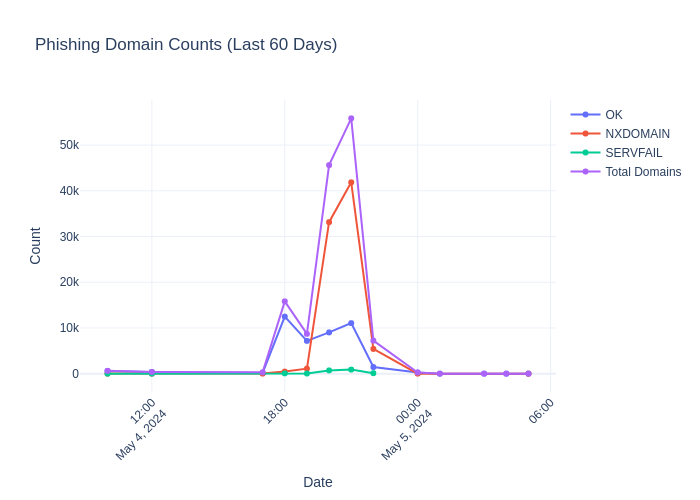 Phishing Domain Counts (Last 60 Days)
OK
NXDOMAIN
SERVFAIL
Total Domains
Count
50k
40k
30k
20k
10k
0
12:00
May 4, 2024
18:00
00:00
May 5, 2024
06:00
Date